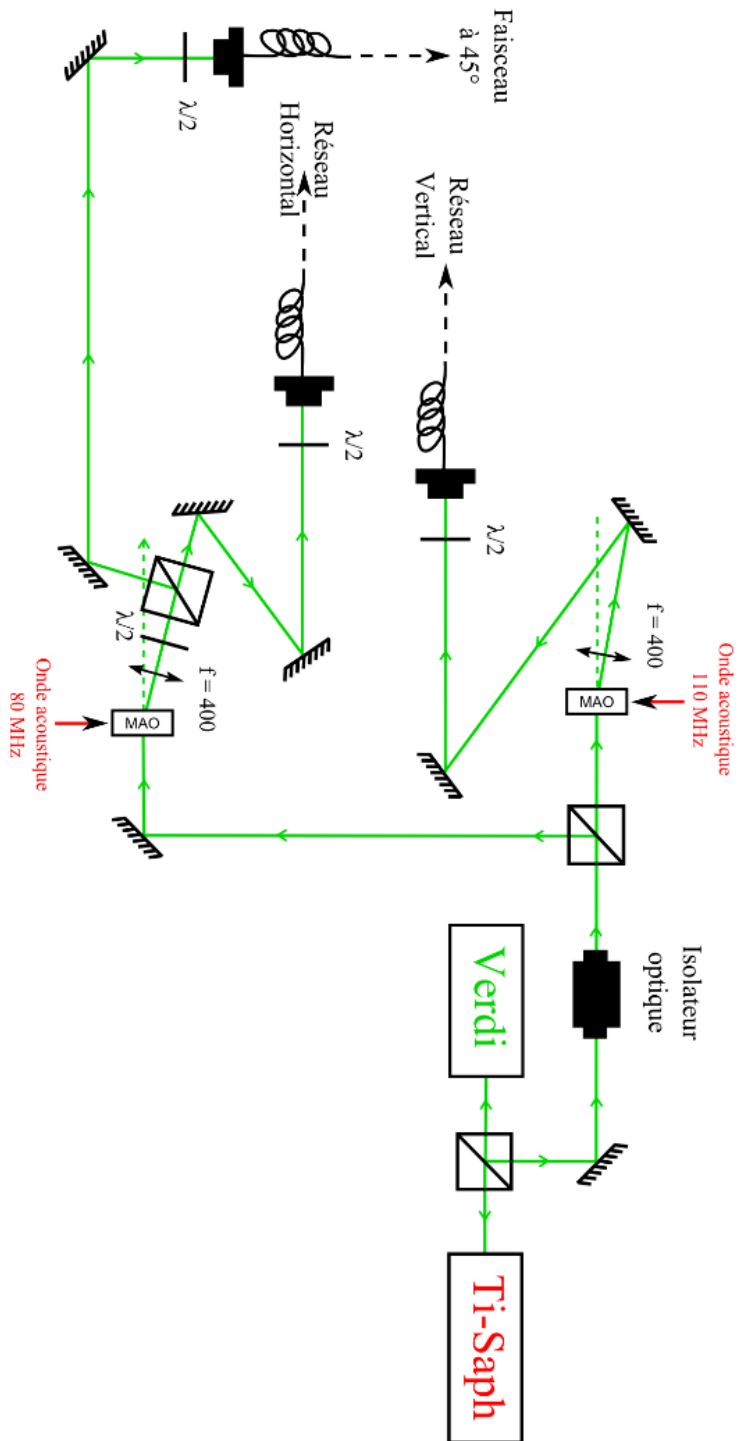 Faisceau
à 45°
λ/2
Réseau
Horizontal
λ/2
Réseau
Vertical
λ/2
f = 400
MAO
Onde acoustique
110 MHz
λ/2
f = 400
MAO
Onde acoustique
80 MHz
Isolateur
optique
Verdi
Ti-Saph